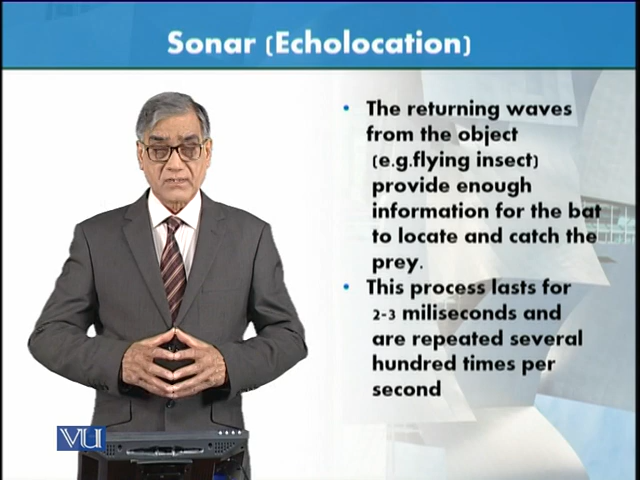 Sonar (Echolocation)
• The returning waves
from the object
(e.g.flying insect)
provide enough
information for the bat
to locate and catch the
prey.
• This process lasts for
2-3 miliseconds and
are repeated several
hundred times per
second
VU